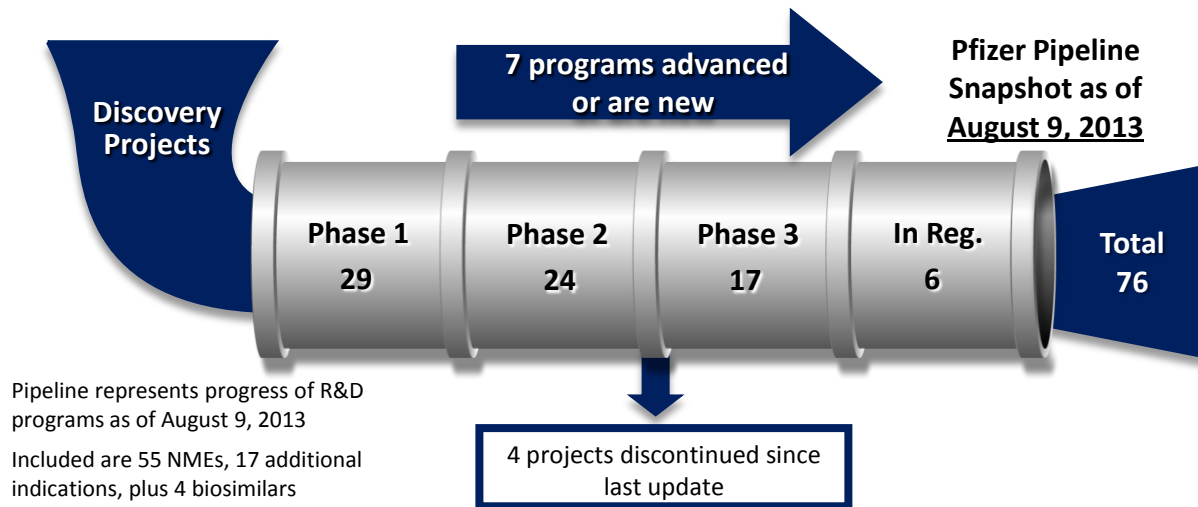 Discovery
Projects
7 programs advanced
or are new
Pfizer Pipeline
Snapshot as of
August 9, 2013
Phase 1
29
Phase 2
24
Phase 3
17
In Reg.
6
Total
76
Pipeline represents progress of R&D
programs as of August 9, 2013
Included are 55 NMEs, 17 additional
indications, plus 4 biosimilars
4 projects discontinued since
last update